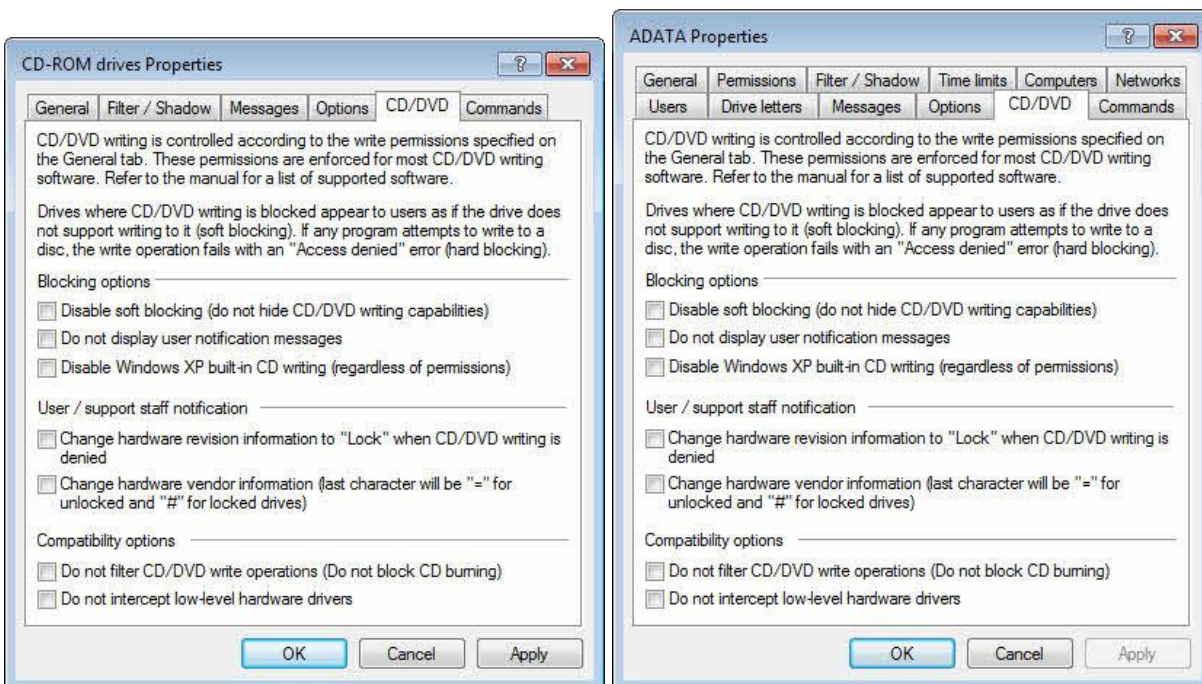 CD-ROM drives Properties
General Filter / Shadow Messages Options CD/DVD Commands
CD/DVD writing is controlled according to the write permissions specified on
the General tab. These permissions are enforced for most CD/DVD writing
software. Refer to the manual for a list of supported software.
Drives where CD/DVD writing is blocked appear to users as if the drive does
not support writing to it (soft blocking). If any program attempts to write to a
disc, the write operation fails with an "Access denied" error (hard blocking).
Blocking options
Disable soft blocking (do not hide CD/DVD writing capabilities)
Do not display user notification messages
Disable Windows XP built-in CD writing (regardless of permissions)
User / support staff notification
Change hardware revision information to "Lock" when CD/DVD writing is
denied
Change hardware vendor information (last character will be "=" for
unlocked and "#" for locked drives)
Compatibility options
Do not filter CD/DVD write operations (Do not block CD burning)
Do not intercept low-level hardware drivers
OK Cancel Apply
ADATA Properties
General Permissions Filter / Shadow Time limits Computers Networks
Users Drive letters Messages Options CD/DVD Commands
CD/DVD writing is controlled according to the write permissions specified on
the General tab. These permissions are enforced for most CD/DVD writing
software. Refer to the manual for a list of supported software.
Drives where CD/DVD writing is blocked appear to users as if the drive does
not support writing to it (soft blocking). If any program attempts to write to a
disc, the write operation fails with an "Access denied" error (hard blocking).
Blocking options
Disable soft blocking (do not hide CD/DVD writing capabilities)
Do not display user notification messages
Disable Windows XP built-in CD writing (regardless of permissions)
User / support staff notification
Change hardware revision information to "Lock" when CD/DVD writing is
denied
Change hardware vendor information (last character will be "=" for
unlocked and "#" for locked drives)
Compatibility options
Do not filter CD/DVD write operations (Do not block CD burning)
Do not intercept low-level hardware drivers
OK Cancel Apply